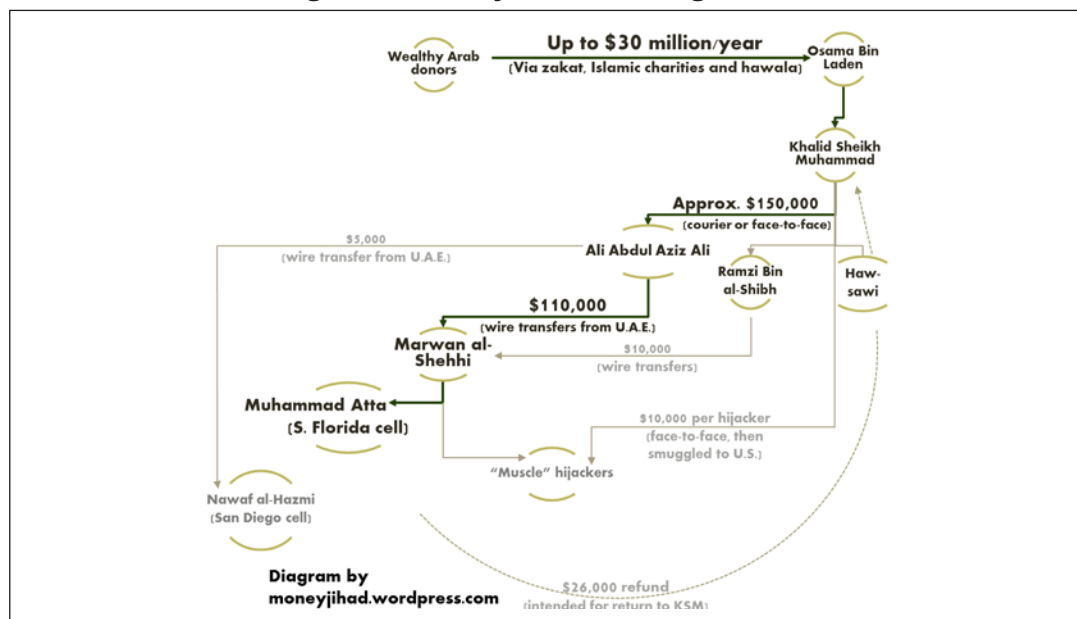 Up to $30 million/year
Wealthy Arab
donors
(Via zakat, Islamic charities and hawala)
Osama Bin
Laden
Khalid Sheikh
Muhammad
Approx. $150,000
(courier or face-to-face)
$5,000
(wire transfer from U.A.E.)
Ali Abdul Aziz Ali
Ramzi Bin
al-Shibh
Haw-
sawi
$110,000
(wire transfers from U.A.E.)
Marwan al-
Shehhi
$10,000
(wire transfers)
Muhammad Atta
(S. Florida cell)
$10,000 per hijacker
(face-to-face, then
smuggled to U.S.)
"Muscle" hijackers
Nawaf al-Hazmi
(San Diego cell)
Diagram by
moneyjihad.wordpress.com
$26,000 refund
(intended for return to KSM)